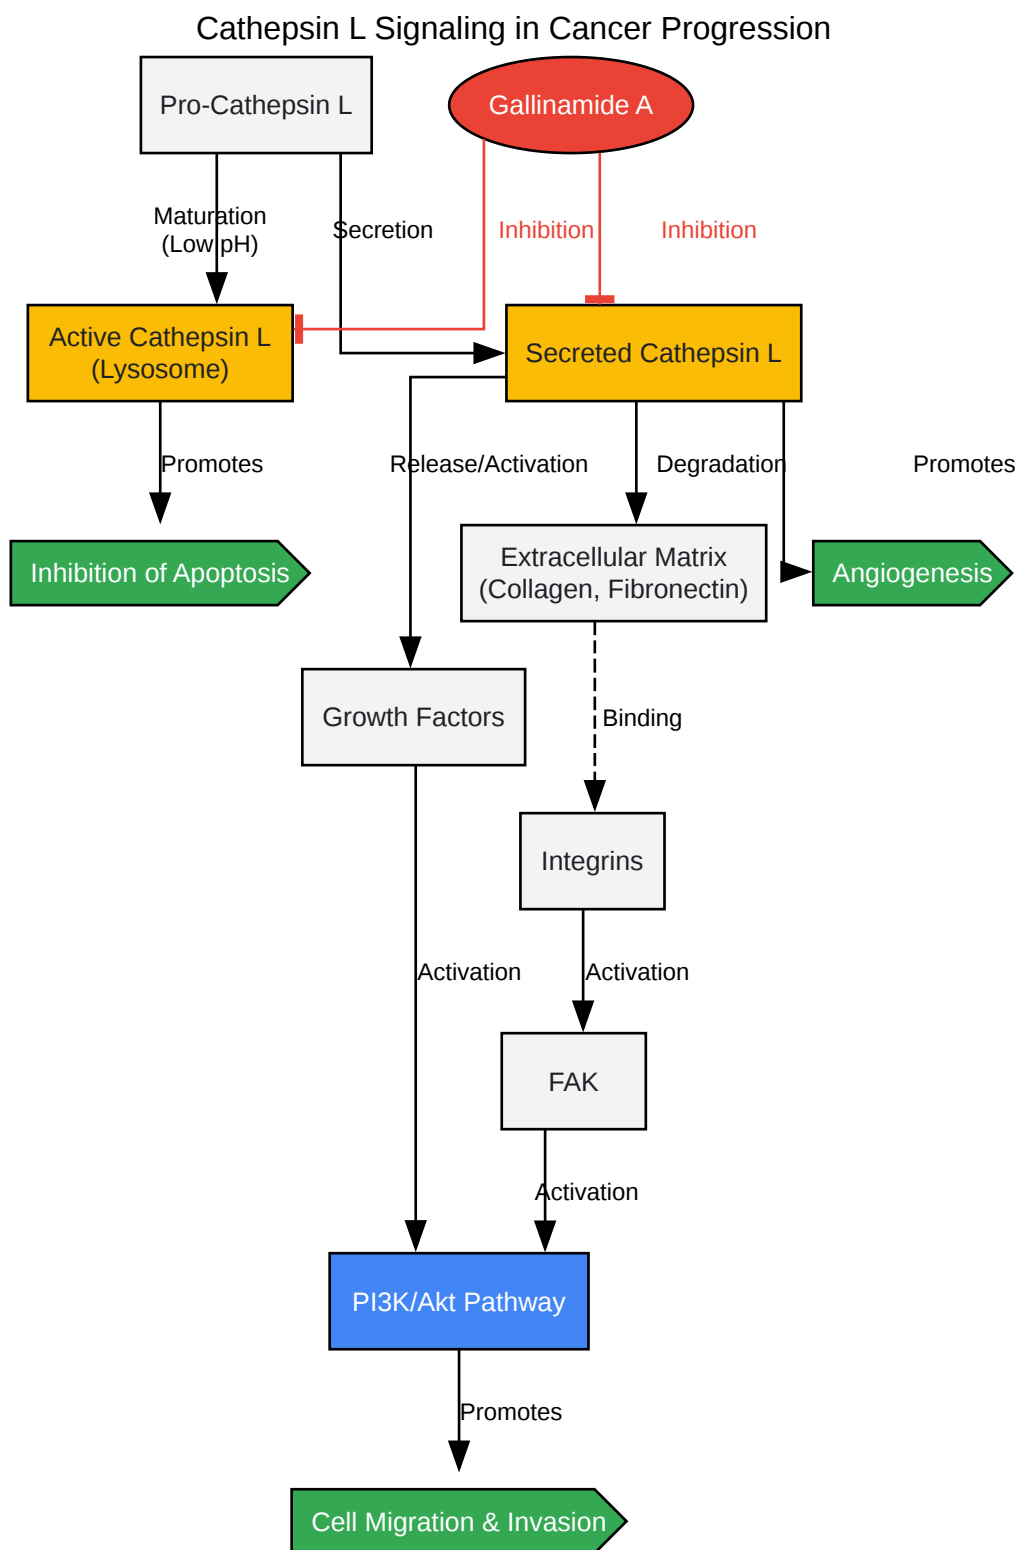 Cathepsin L Signaling in Cancer Progression
Pro-Cathepsin L
Gallinamide A
Maturation
(Low pH)
Secretion
Inhibition
Inhibition
Active Cathepsin L
(Lysosome)
Secreted Cathepsin L
Promotes
Release/Activation
Degradation
Promotes
Inhibition of Apoptosis
Extracellular Matrix
(Collagen, Fibronectin)
Angiogenesis
Growth Factors
Binding
Integrins
Activation
Activation
FAK
Activation
PI3K/Akt Pathway
Promotes
Cell Migration & Invasion